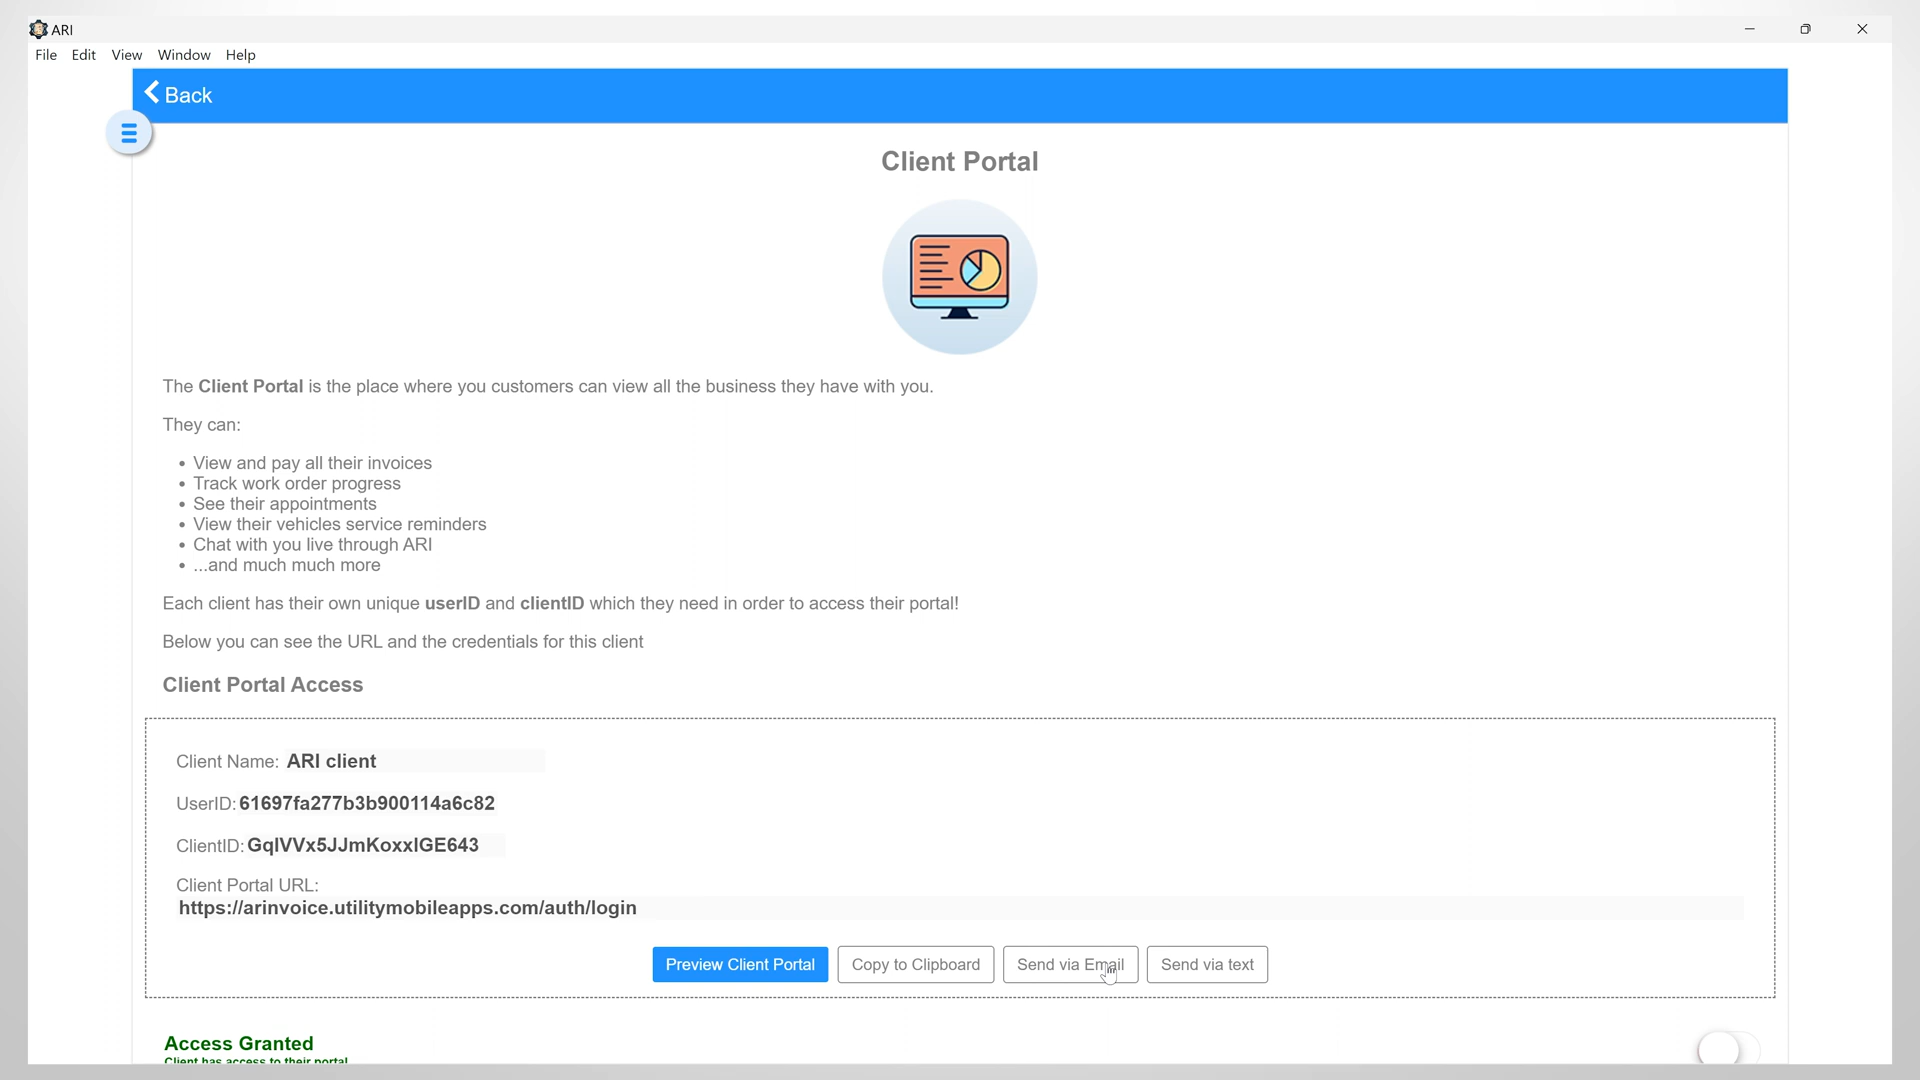 ARI
File Edit View Window Help
Back
Client Portal
The Client Portal is the place where you customers can view all the business they have with you.
They can:
• View and pay all their invoices
• Track work order progress
• See their appointments
• View their vehicles service reminders
• Chat with you live through ARI
• ...and much much more
Each client has their own unique userID and clientID which they need in order to access their portal!
Below you can see the URL and the credentials for this client
Client Portal Access
Client Name: ARI client
UserID: 61697fa277b3b900114a6c82
ClientID: GqIVVx5JJmKoxxIGE643
Client Portal URL:
https://arinvoice.utilitymobileapps.com/auth/login
Preview Client Portal Copy to Clipboard Send via Email Send via text
Access Granted
Client has access to their portal